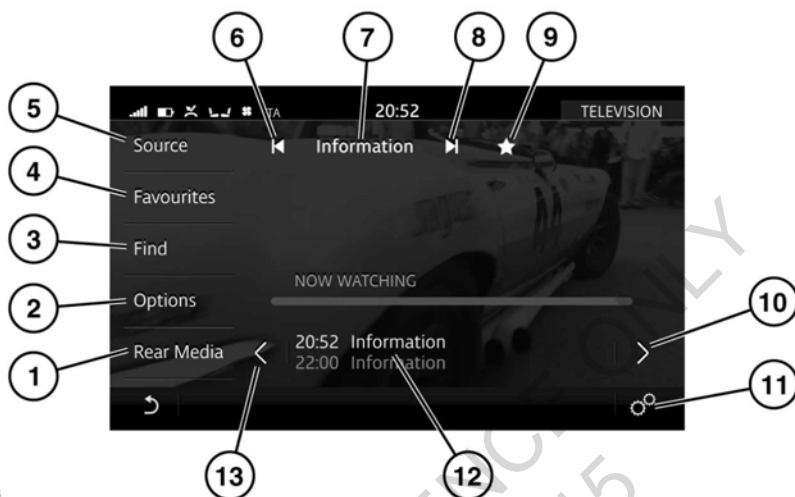 6 7 8 9
5 4 3 2 1
TA 20:52 TELEVISION
Source Information
Favourites
Find
NOW WATCHING
Options
20:52 Information
Rear Media
22:00 Information
10
11
13 12